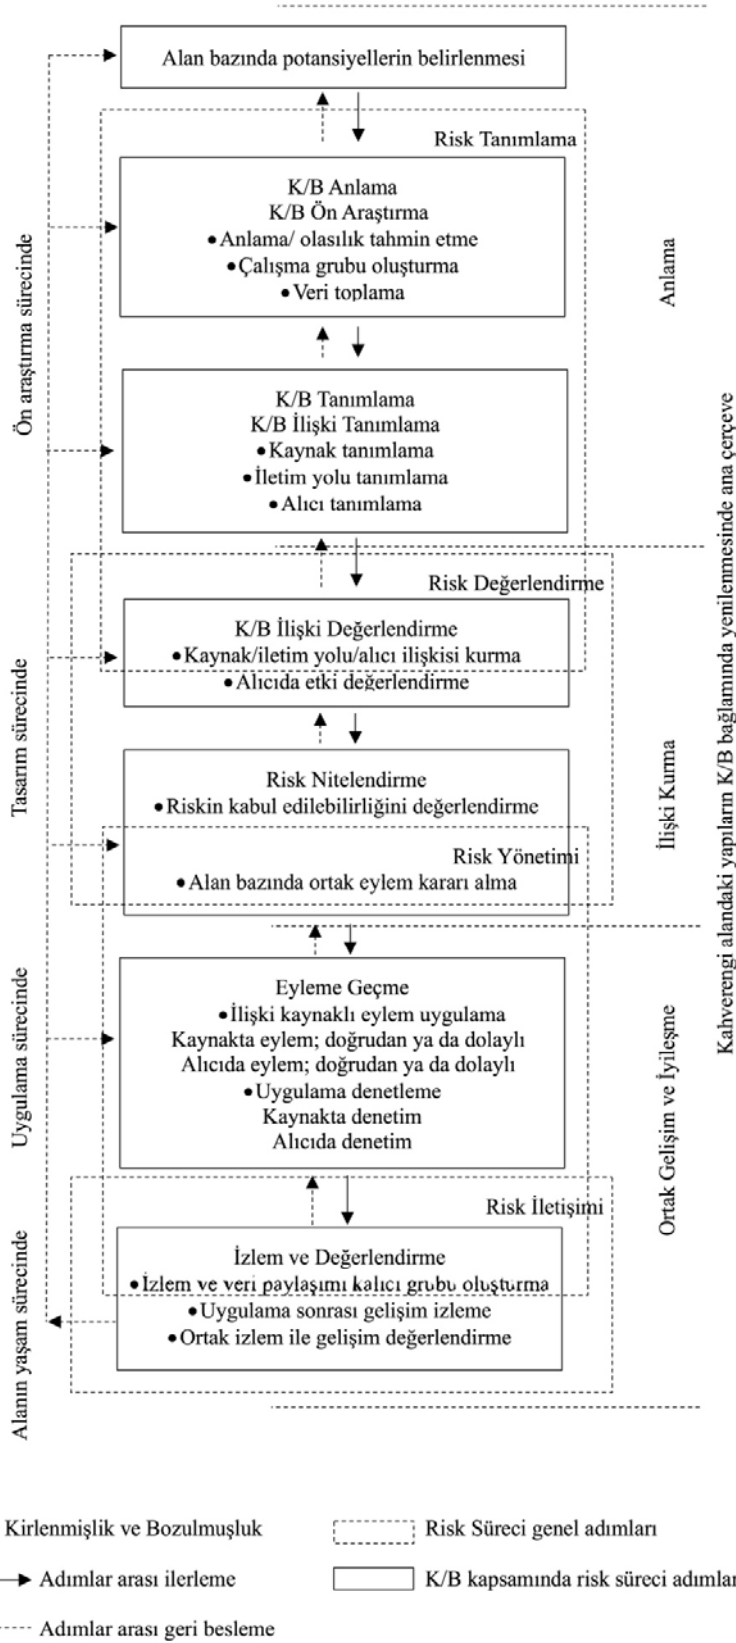 Alan bazında potansiyellerin belirlenmesi
Risk Tanımlama
K/B Anlama
K/B Ön Araştırma
• Anlama/ olasılık tahmin etme
• Çalışma grubu oluşturma
• Veri toplama
K/B Tanımlama
K/B İlişki Tanımlama
• Kaynak tanımlama
• İletim yolu tanımlama
• Alıcı tanımlama
Risk Değerlendirme
K/B İlişki Değerlendirme
• Kaynak/iletim yolu/alıcı ilişkisi kurma
• Alıcıda etki değerlendirme
Risk Nitelendirme
• Riskin kabul edilebilirliğini değerlendirme
Risk Yönetimi
• Alan bazında ortak eylem kararı alma
Eyleme Geçme
• İlişki kaynaklı eylem uygulama
Kaynakta eylem; doğrudan ya da dolaylı
Alıcıda eylem; doğrudan ya da dolaylı
• Uygulama denetleme
Kaynakta denetim
Alıcıda denetim
Risk İletişimi
İzlem ve Değerlendirme
• İzlem ve veri paylaşımı kalıcı grubu oluşturma
• Uygulama sonrası gelişim izleme
• Ortak izlem ile gelişim değerlendirme
Ön araştırma sürecinde
Tasarım sürecinde
Uygulama sürecinde
Alanın yaşam sürecinde
Anlama
İlişki Kurma
Ortak Gelişim ve İyileşme
Kahverengi alandaki yapıların K/B bağlamında yenilenmesinde ana çerçeve
Kirlenmişlik ve Bozulmuşluk
Risk Süreci genel adımları
Adımlar arası ilerleme
K/B kapsamında risk süreci adımlar
Adımlar arası geri besleme